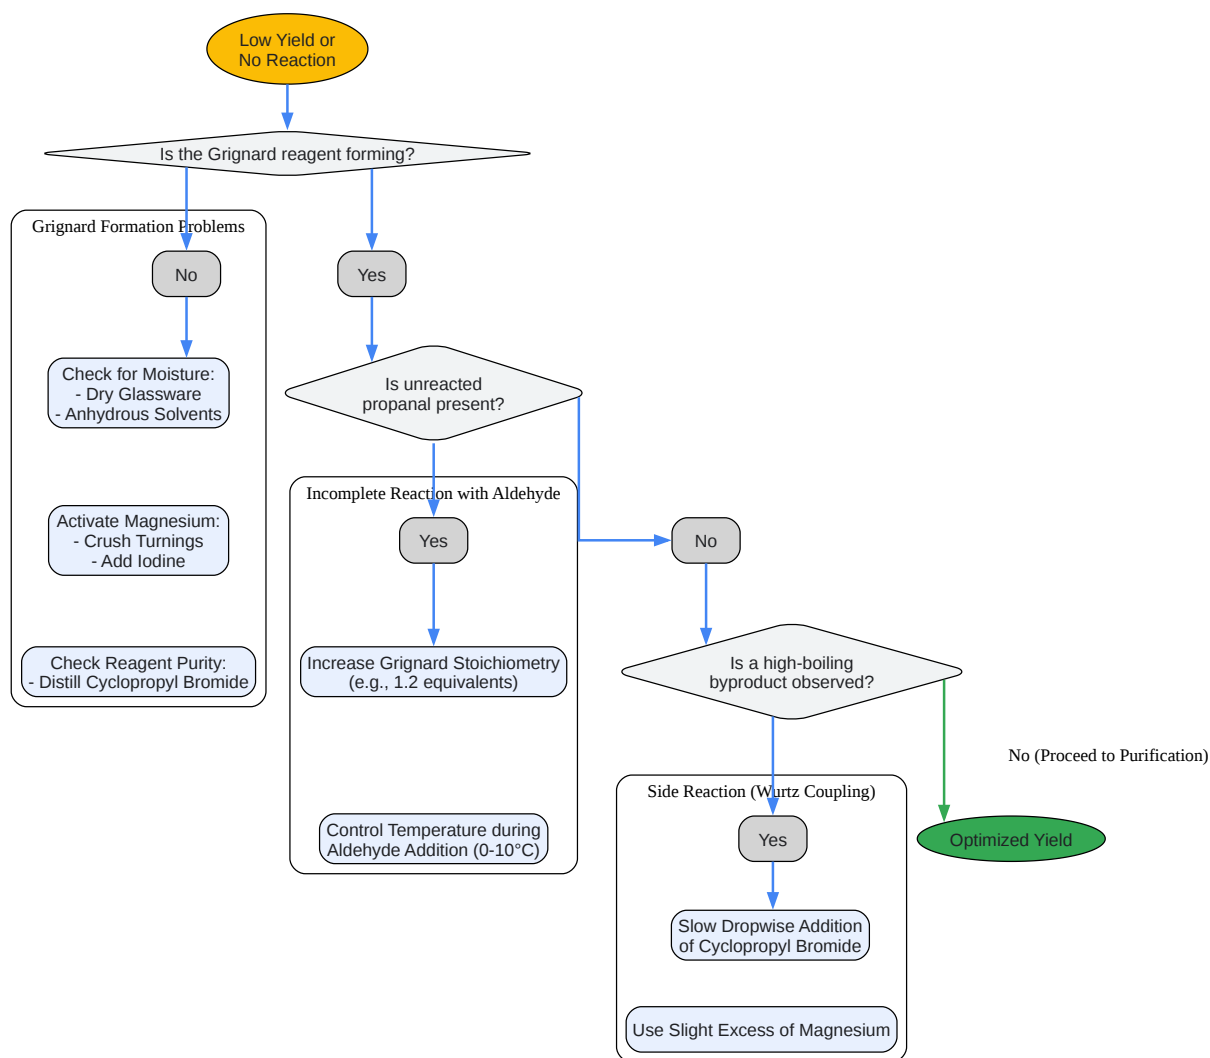 Low Yield or
No Reaction
Is the Grignard reagent forming?
Grignard Formation Problems
No
Yes
Check for Moisture:
- Dry Glassware
- Anhydrous Solvents
Is unreacted
propanal present?
Incomplete Reaction with Aldehyde
Activate Magnesium:
- Crush Turnings
- Add Iodine
Yes
No
Check Reagent Purity:
- Distill Cyclopropyl Bromide
Increase Grignard Stoichiometry
(e.g., 1.2 equivalents)
Is a high-boiling
byproduct observed?
No (Proceed to Purification)
Side Reaction (Wurtz Coupling)
Control Temperature during
Aldehyde Addition (0-10°C)
Yes
Optimized Yield
Slow Dropwise Addition
of Cyclopropyl Bromide
Use Slight Excess of Magnesium